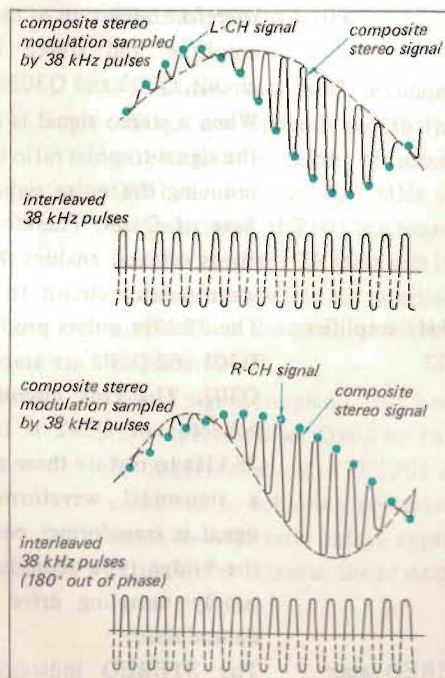 composite stereo
modulation sampled
by 38 kHz pulses
L-CH signal
composite
stereo signal
interleaved
38 kHz pulses
R-CH signal
composite stereo
modulation sampled
by 38 kHz pulses
composite
stereo signal
interleaved
38 kHz pulses
(180° out of phase)